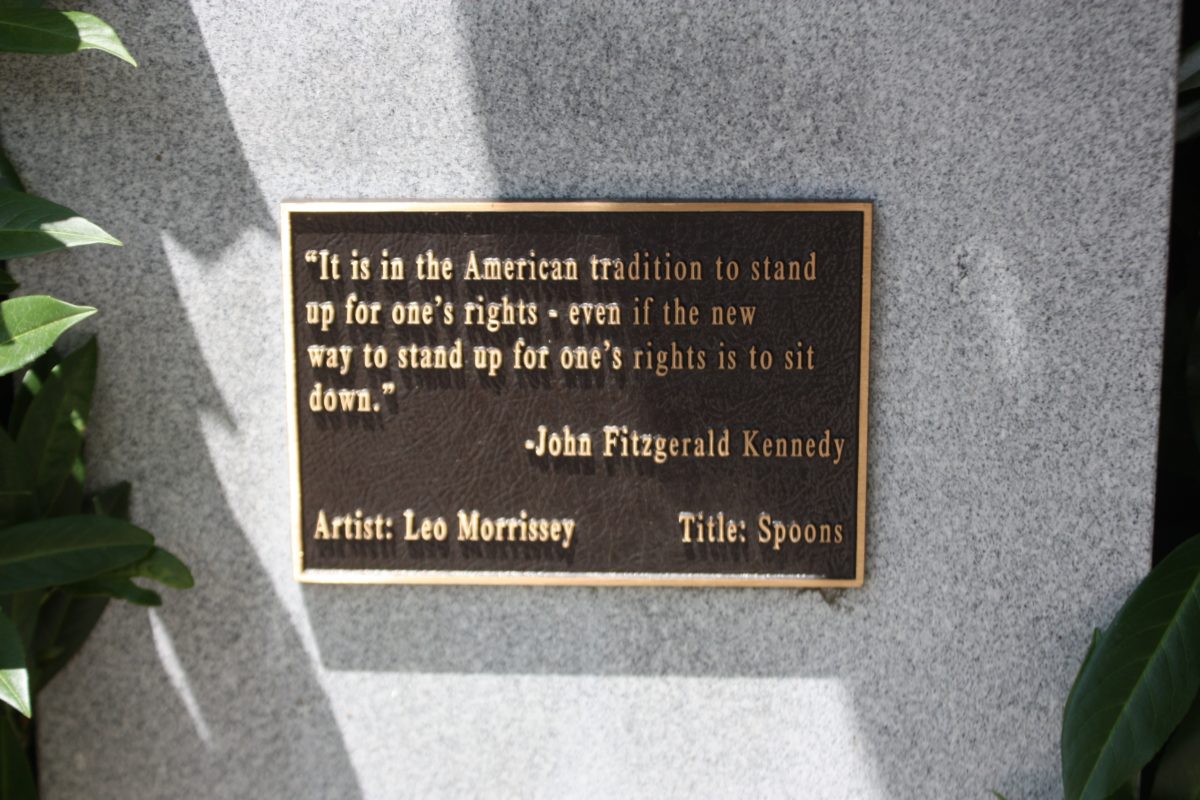 “It is in the American tradition to stand
up for one’s rights - even if the new
way to stand up for one’s rights is to sit
down.”
-John Fitzgerald Kennedy
Artist: Leo Morrissey Title: Spoons